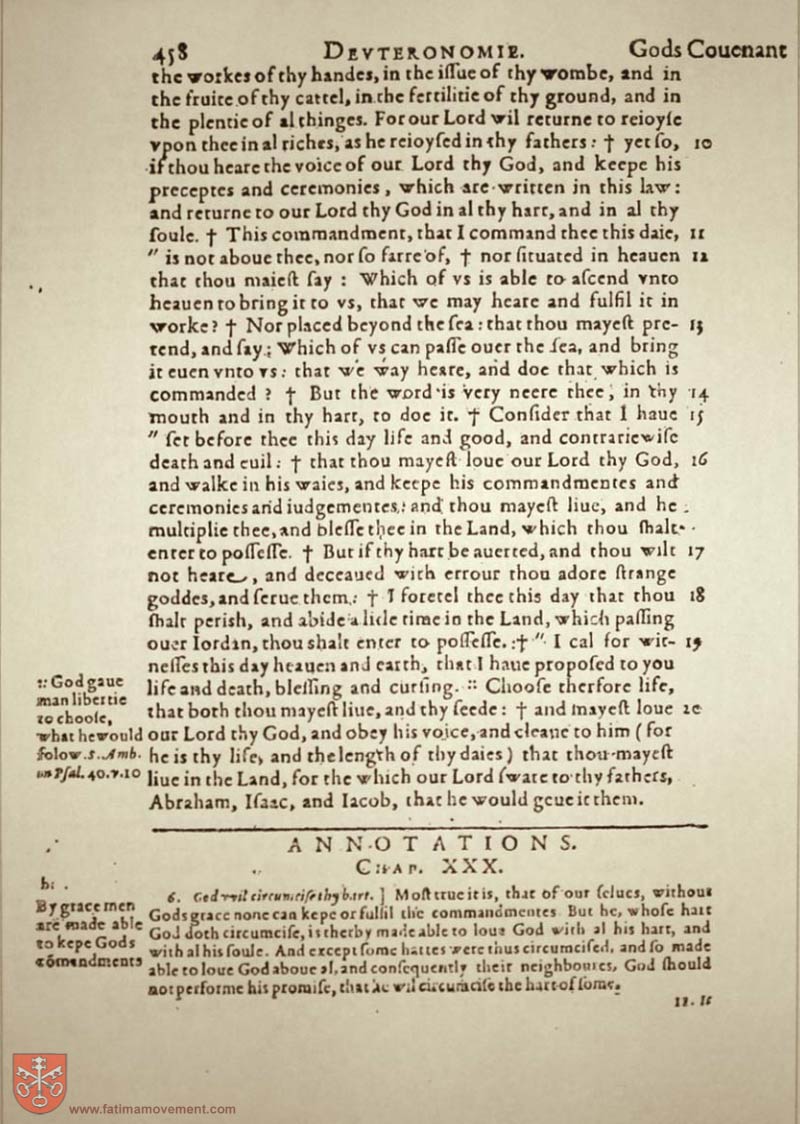 458 DEVTERONOMIE. Gods Couenant
the workes of thy handes, in the iſſue of thy wombe, and in
the fruite of thy cattel, in the fertilitie of thy ground, and in
the plentie of al thinges. For our Lord wil returne to reioyſe
vpon thee in al riches, as he reioyſed in thy fathers: † yet ſo, 10
if thou heare the voice of our Lord thy God, and keepe his
preceptes and ceremonies, which are written in this law:
and returne to our Lord thy God in al thy hart, and in al thy
ſoule. † This commandment, that I command thee this daie, 11
" is not aboue thee, nor ſo farre of, † nor ſituated in heauen 12
that thou maieſt ſay : Which of vs is able to aſcend vnto
heauen to bring it to vs, that we may heare and fulfil it in
worke? † Nor placed beyond the ſea: that thou mayeſt pre- 13
tend, and ſay: Which of vs can paſſe ouer the ſea, and bring
it euen vnto vs: that we way heare, and doe that which is
commanded ? † But the word is very neere thee, in thy 14
mouth and in thy hart, to doe it. † Conſider that I haue 15
" ſet before thee this day life and good, and contrariewiſe
death and euil: † that thou mayeſt loue our Lord thy God, 16
and walke in his waies, and keepe his commandmentes and
ceremonies and iudgementes: and thou mayeſt liue, and he
multiplie thee, and bleſſe thee in the Land, which thou ſhalt
enter to poſſeſſe. † But if thy hart be auerted, and thou wilt 17
not heare, and deceaued with errour thou adore ſtrange
goddes, and ſerue them: † I foretel thee this day that thou 18
ſhalt periſh, and abide a litle time in the Land, which paſſing
ouer Iordan, thou ſhalt enter to poſſeſſe. † " I cal for wit- 19
neſſes this day heauen and earth, that I haue propoſed to you
life and death, bleſſing and curſing. :: Chooſe therfore life,
that both thou mayeſt liue, and thy ſeede: † and mayeſt loue 20
our Lord thy God, and obey his voice, and cleaue to him (for
he is thy life, and the length of thy daies) that thou mayeſt
liue in the Land, for the which our Lord ſware to thy fathers,
Abraham, Iſaac, and Iacob, that he would geue it them.
:: God gaue
man libertie
to chooſe,
what he would
folow. S. Amb.
in Pſal. 40. v. 10
ANNOTATIONS.
CHAP. XXX.
6. God wil circumciſe thy hart. ] Moſt true it is, that of our ſelues, without
Gods grace none can kepe or fulfil the commandmentes But he, whoſe hart
God doth circumciſe, is therby made able to loue God with al his hart, and
with al his ſoule. And except ſome hartes were thus circumciſed, and ſo made
able to loue God aboue al, and conſequently their neighboures, God ſhould
not performe his promiſe, that he wil circumciſe the hart of ſome.
11. Is
By grace men
are made able
to kepe Gods
cōmandments
www.fatimamovement.com